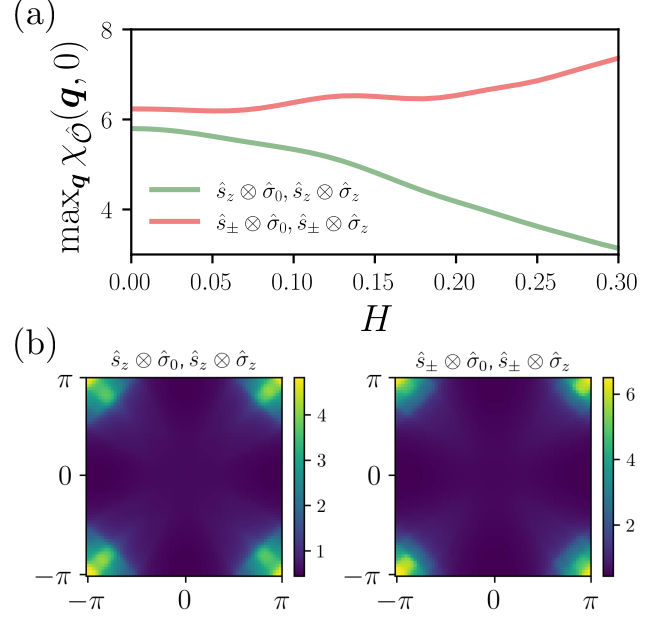 (a)
max_q χ_Ô(q, 0)
8
6
4
ŝ_z ⊗ σ̂_0, ŝ_z ⊗ σ̂_z
ŝ_± ⊗ σ̂_0, ŝ_± ⊗ σ̂_z
0.00 0.05 0.10 0.15 0.20 0.25 0.30
H
(b)
ŝ_z ⊗ σ̂_0, ŝ_z ⊗ σ̂_z
π
0
−π
−π 0 π
4
3
2
1
ŝ_± ⊗ σ̂_0, ŝ_± ⊗ σ̂_z
π
0
−π
−π 0 π
6
4
2